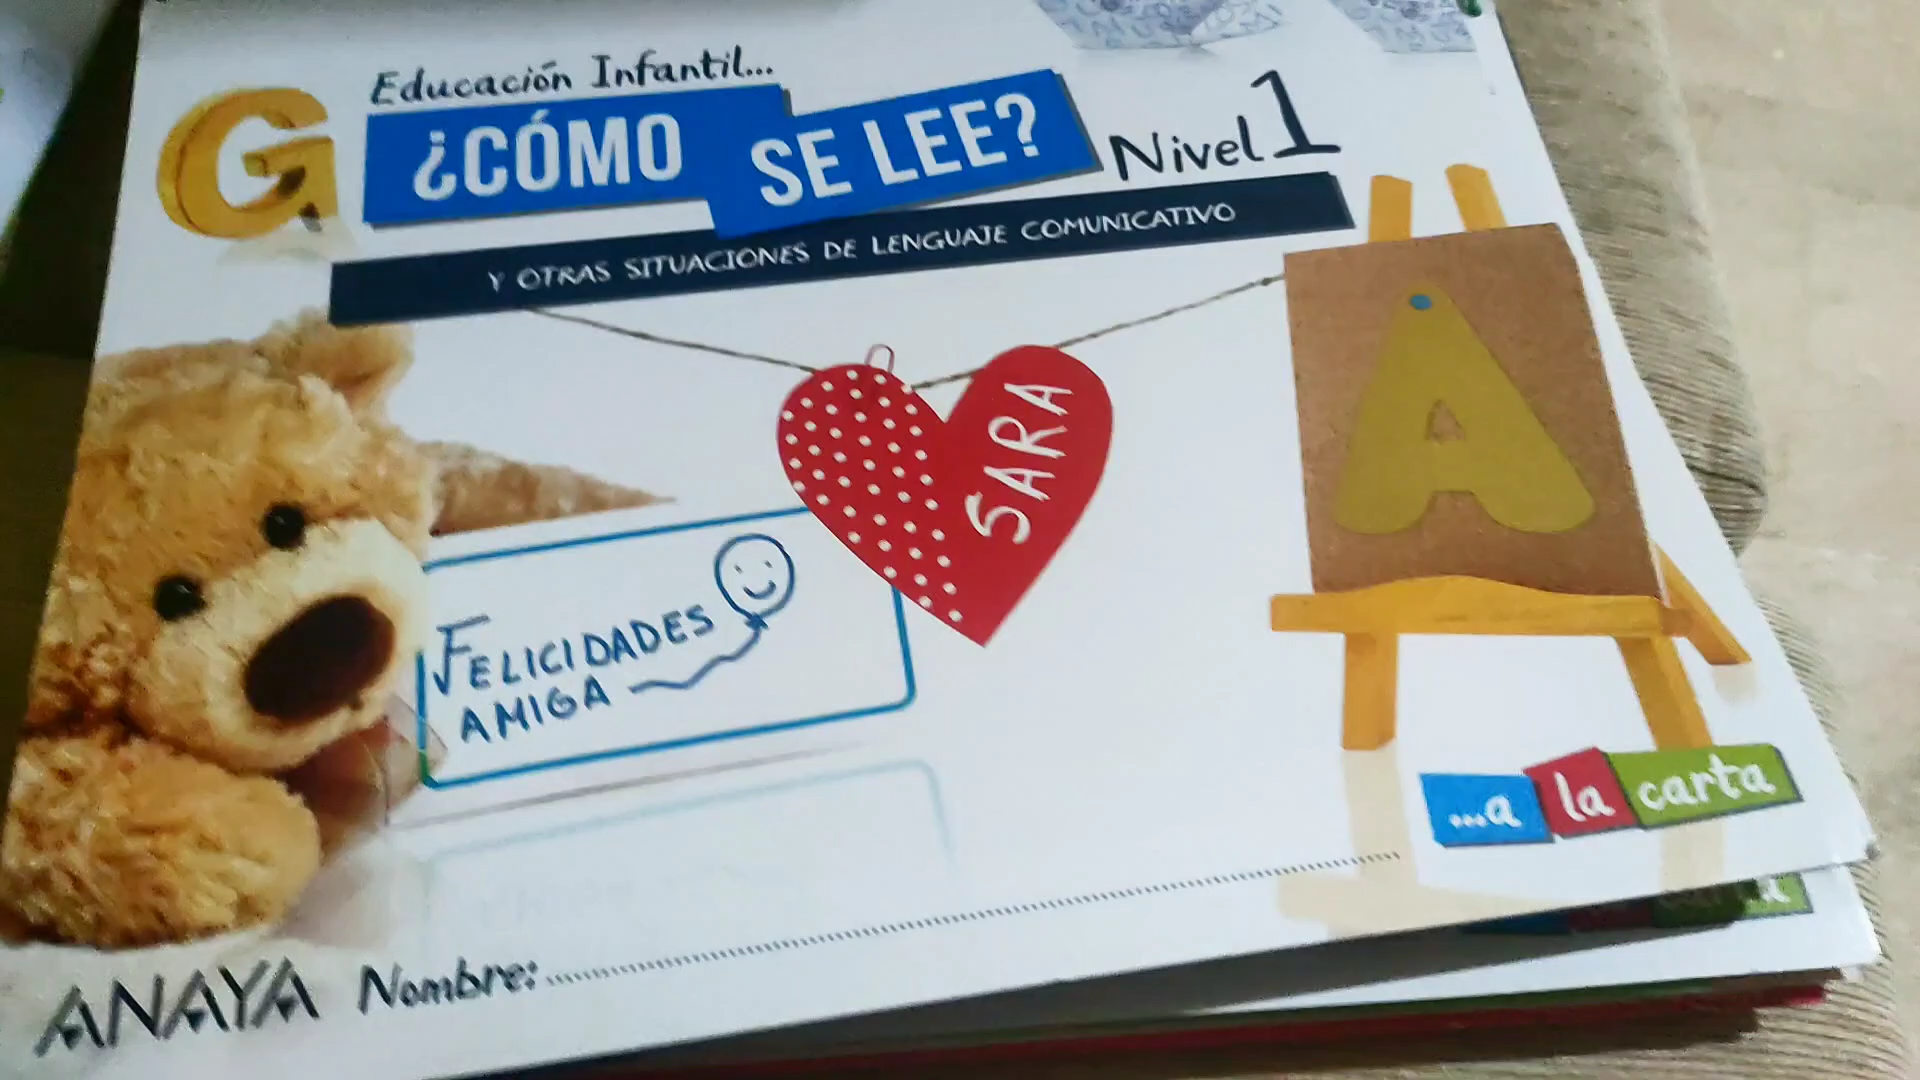 Educación Infantil...
G
¿CÓMO SE LEE? Nivel 1
Y OTRAS SITUACIONES DE LENGUAJE COMUNICATIVO
SARA
A
FELICIDADES
AMIGA
...a la carta
ANAYA Nombre: